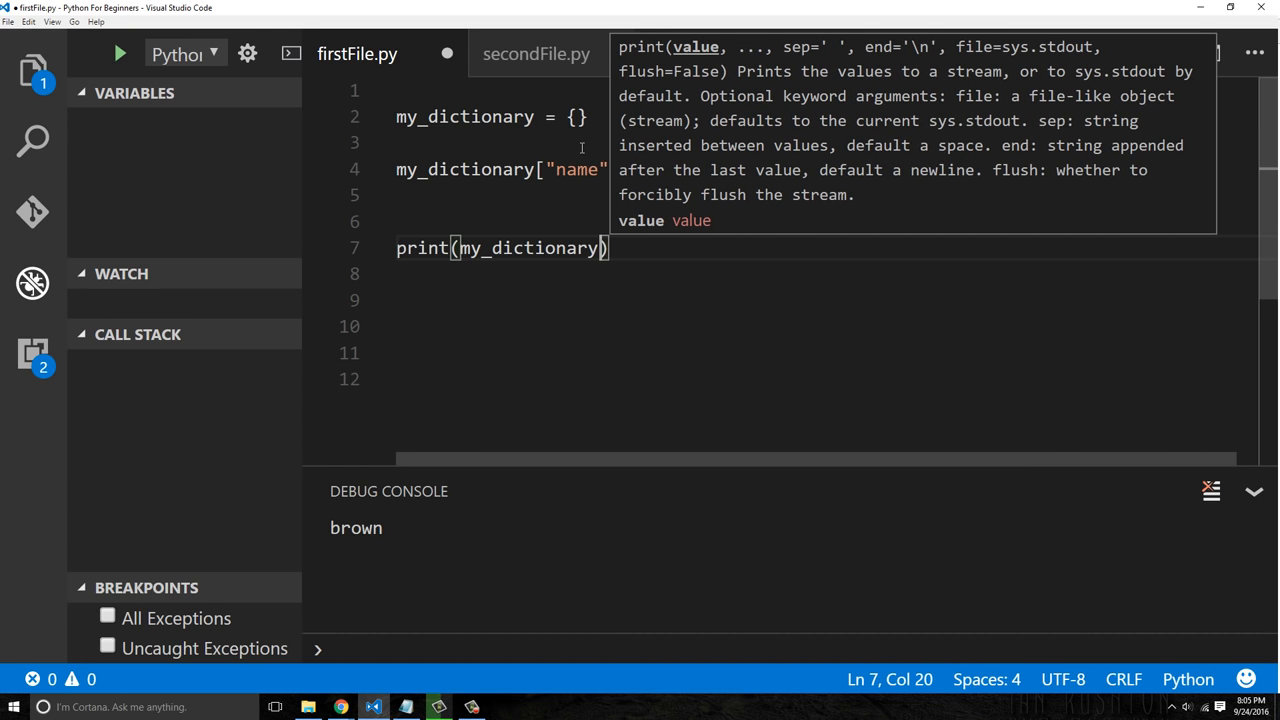 ● firstFile.py - Python For Beginners - Visual Studio Code
File Edit View Go Help
1
Python
firstFile.py
secondFile.py
print(value, ..., sep=' ', end='\n', file=sys.stdout,
flush=False) Prints the values to a stream, or to sys.stdout by
default. Optional keyword arguments: file: a file-like object
(stream); defaults to the current sys.stdout. sep: string
inserted between values, default a space. end: string appended
after the last value, default a newline. flush: whether to
forcibly flush the stream.
value value
VARIABLES
WATCH
CALL STACK
2
BREAKPOINTS
All Exceptions
Uncaught Exceptions
1
2 my_dictionary = {}
3
4 my_dictionary["name"
5
6
7 print(my_dictionary)
8
9
10
11
12
DEBUG CONSOLE
brown
0 0
Ln 7, Col 20 Spaces: 4 UTF-8 CRLF Python
I'm Cortana. Ask me anything.
8:05 PM
9/24/2016